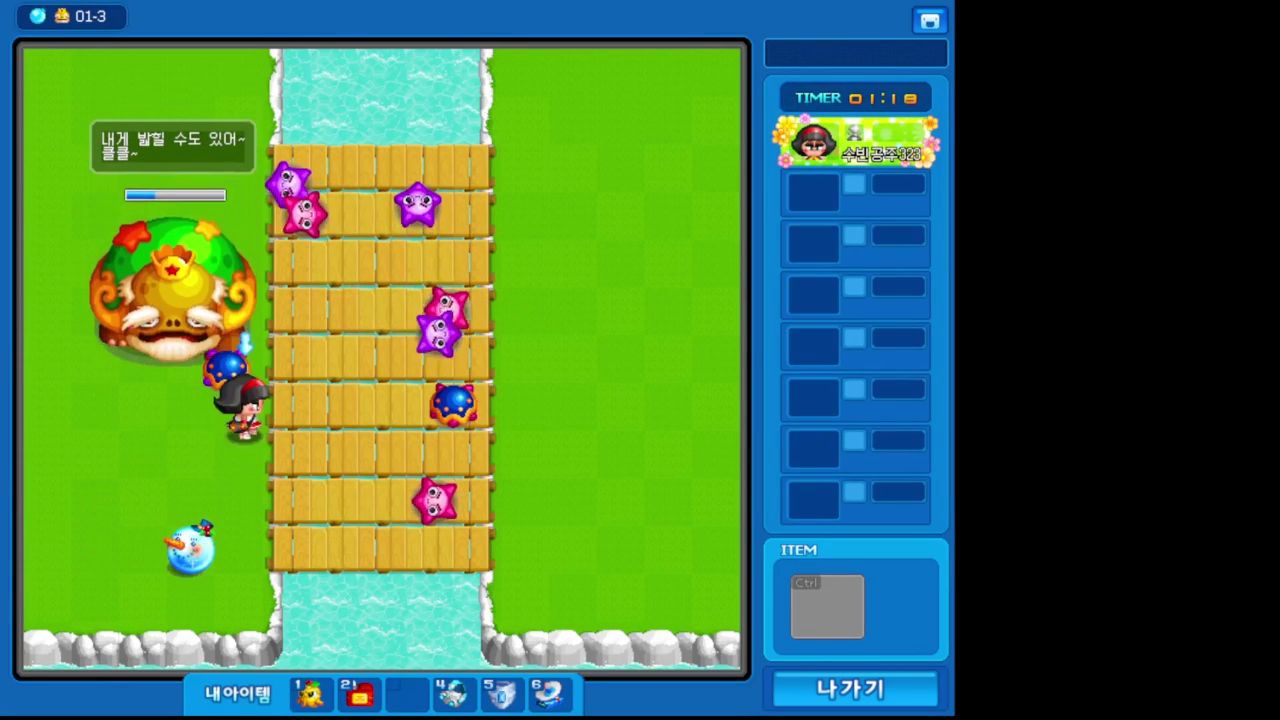 01-3
내게 밟힐 수도 있어~
클클~
TIMER 01:18
수빈공주323
ITEM
Ctrl
내아이템
1
2
4
5
6
나가기